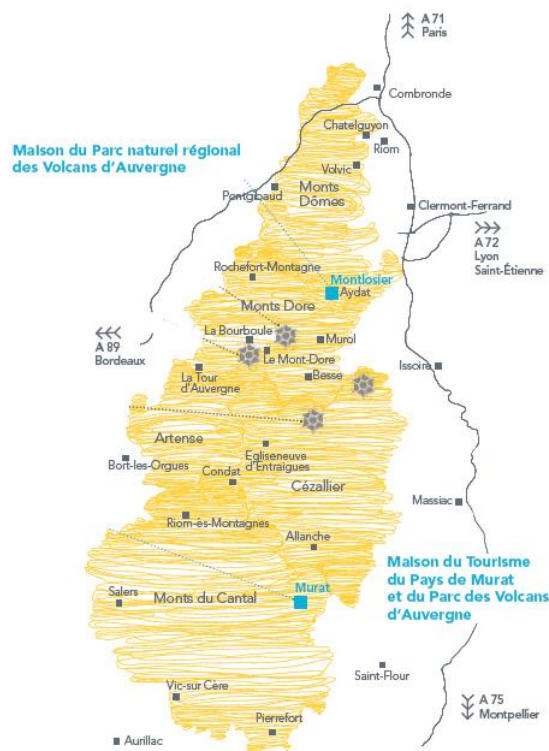 A 71
Paris
Combronde
Chatelguyon
Riom
Maison du Parc naturel régional
des Volcans d'Auvergne
Volvic
Monts
Dômes
Pontgibaud
Clermont-Ferrand
A 72
Lyon
Saint-Étienne
Rochefort-Montagne
Montlosier
Aydat
Monts Dore
La Bourboule
Murol
A 89
Bordeaux
Le Mont-Dore
Issoire
La Tour
d'Auvergne
Besse
Artense
Egliseneuve
d'Entraigues
Bort-les-Orgues
Condat
Cézallier
Massiac
Riom-és-Montagnes
Allanche
Maison du Tourisme
du Pays de Murat
et du Parc des Volcans
d'Auvergne
Salers
Monts du Cantal
Murat
Saint-Flour
Vic-sur Cère
A 75
Montpellier
Pierrefort
Aurillac